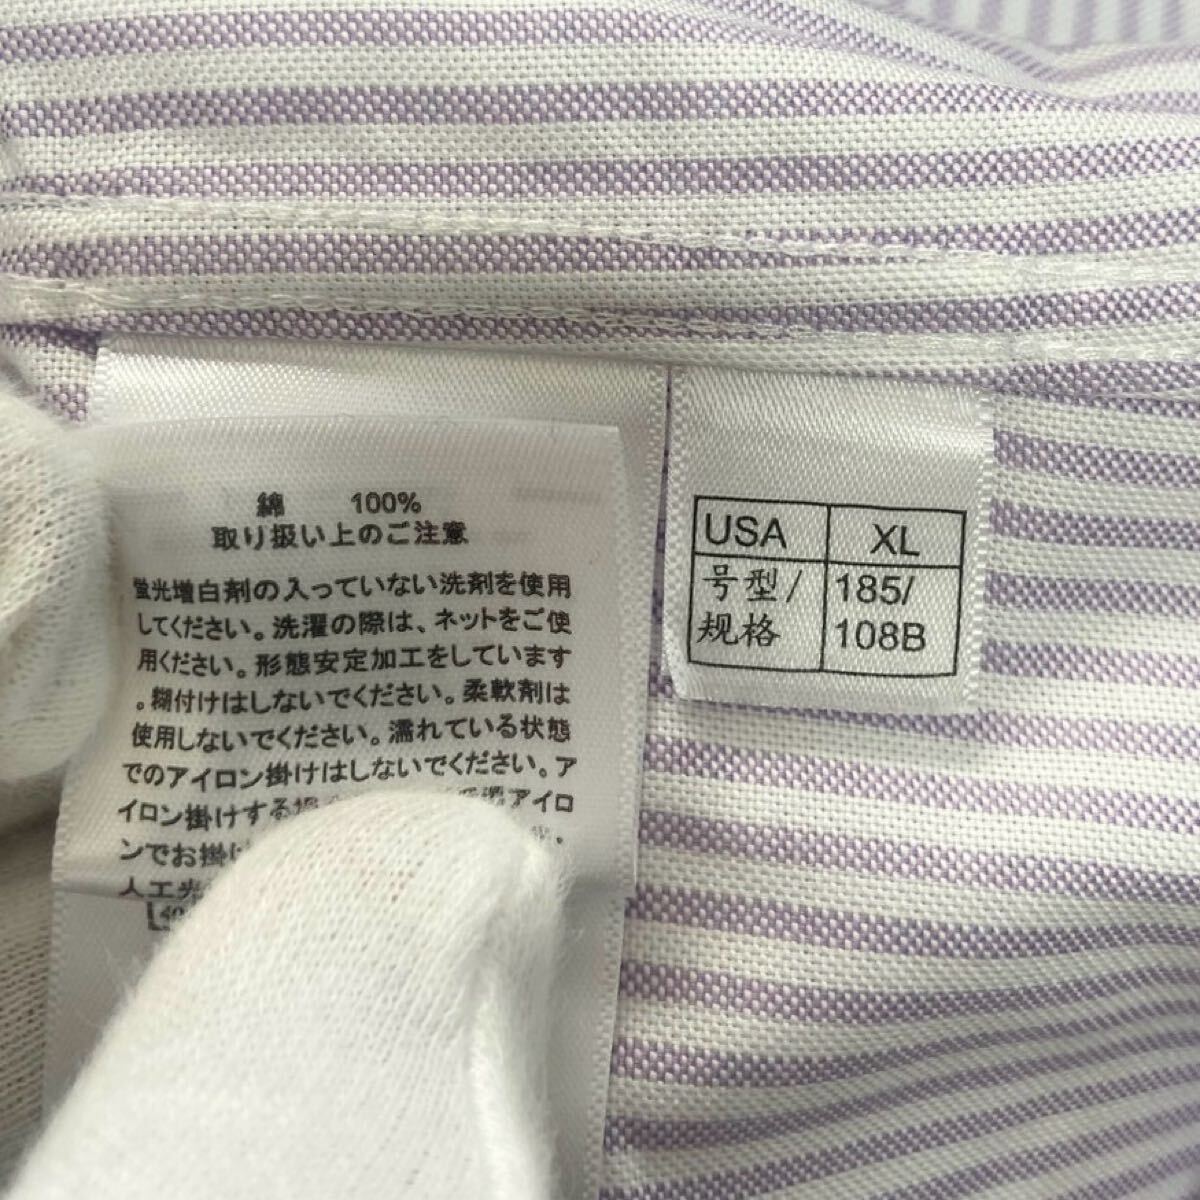 綿 100%
取り扱い上のご注意
蛍光増白剤の入っていない洗剤を使用
してください。洗濯の際は、ネットをご使
用ください。形態安定加工をしています
。糊付けはしないでください。柔軟剤は
使用しないでください。濡れている状態
でのアイロン掛けはしないでください。ア
イロン掛けする場 温アイロ
ンでお掛け
人工光
USA XL
号型/ 185/
规格 108B